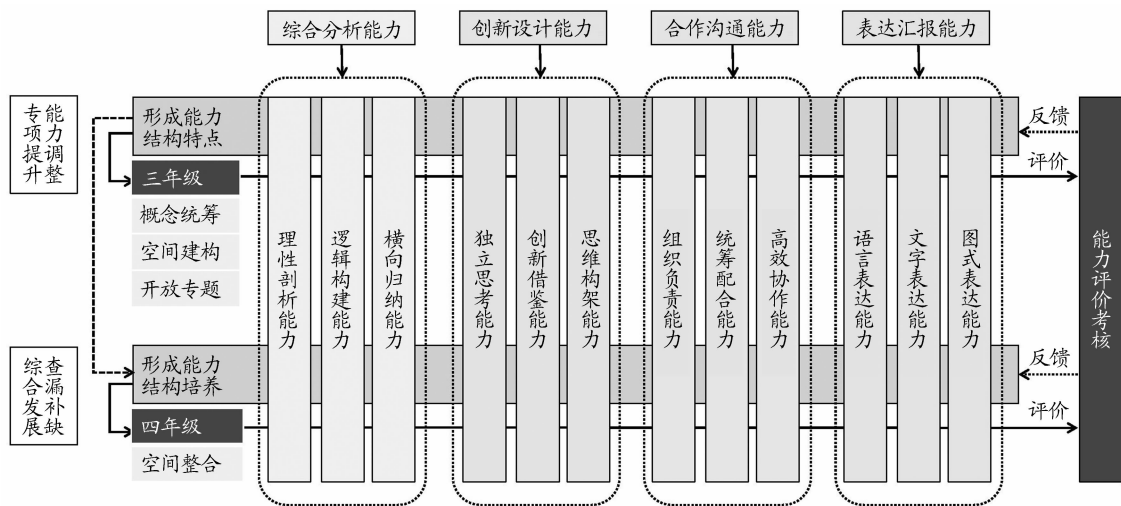 综合分析能力
创新设计能力
合作沟通能力
表达汇报能力
专项提升
能力调整
形成能力
结构特点
三年级
概念统筹
空间建构
开放专题
综合发展
查漏补缺
形成能力
结构培养
四年级
空间整合
理性剖析能力
逻辑构建能力
横向归纳能力
独立思考能力
创新借鉴能力
思维构架能力
组织负责能力
统筹配合能力
高效协作能力
语言表达能力
文字表达能力
图式表达能力
反馈
评价
反馈
评价
能力评价考核